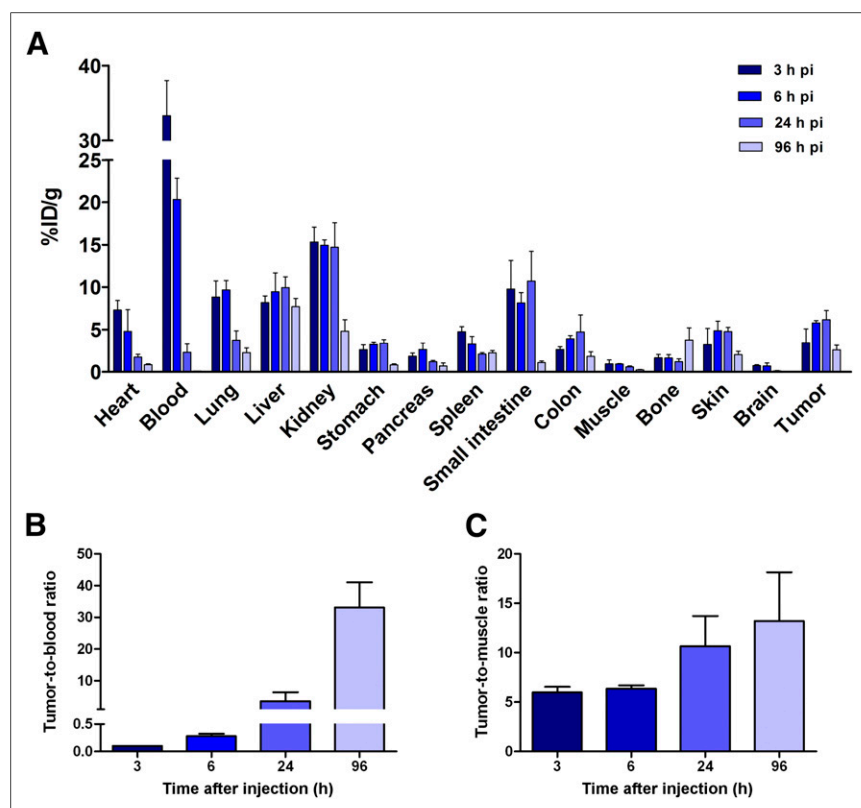 A
40
30
25
20
15
10
5
0
%ID/g
3 h pi
6 h pi
24 h pi
96 h pi
Heart
Blood
Lung
Liver
Kidney
Stomach
Pancreas
Spleen
Small intestine
Colon
Muscle
Bone
Skin
Brain
Tumor
B
50
40
30
20
10
0.5
0.0
Tumor-to-blood ratio
3 6 24 96
Time after injection (h)
C
20
15
10
5
0
Tumor-to-muscle ratio
3 6 24 96
Time after injection (h)